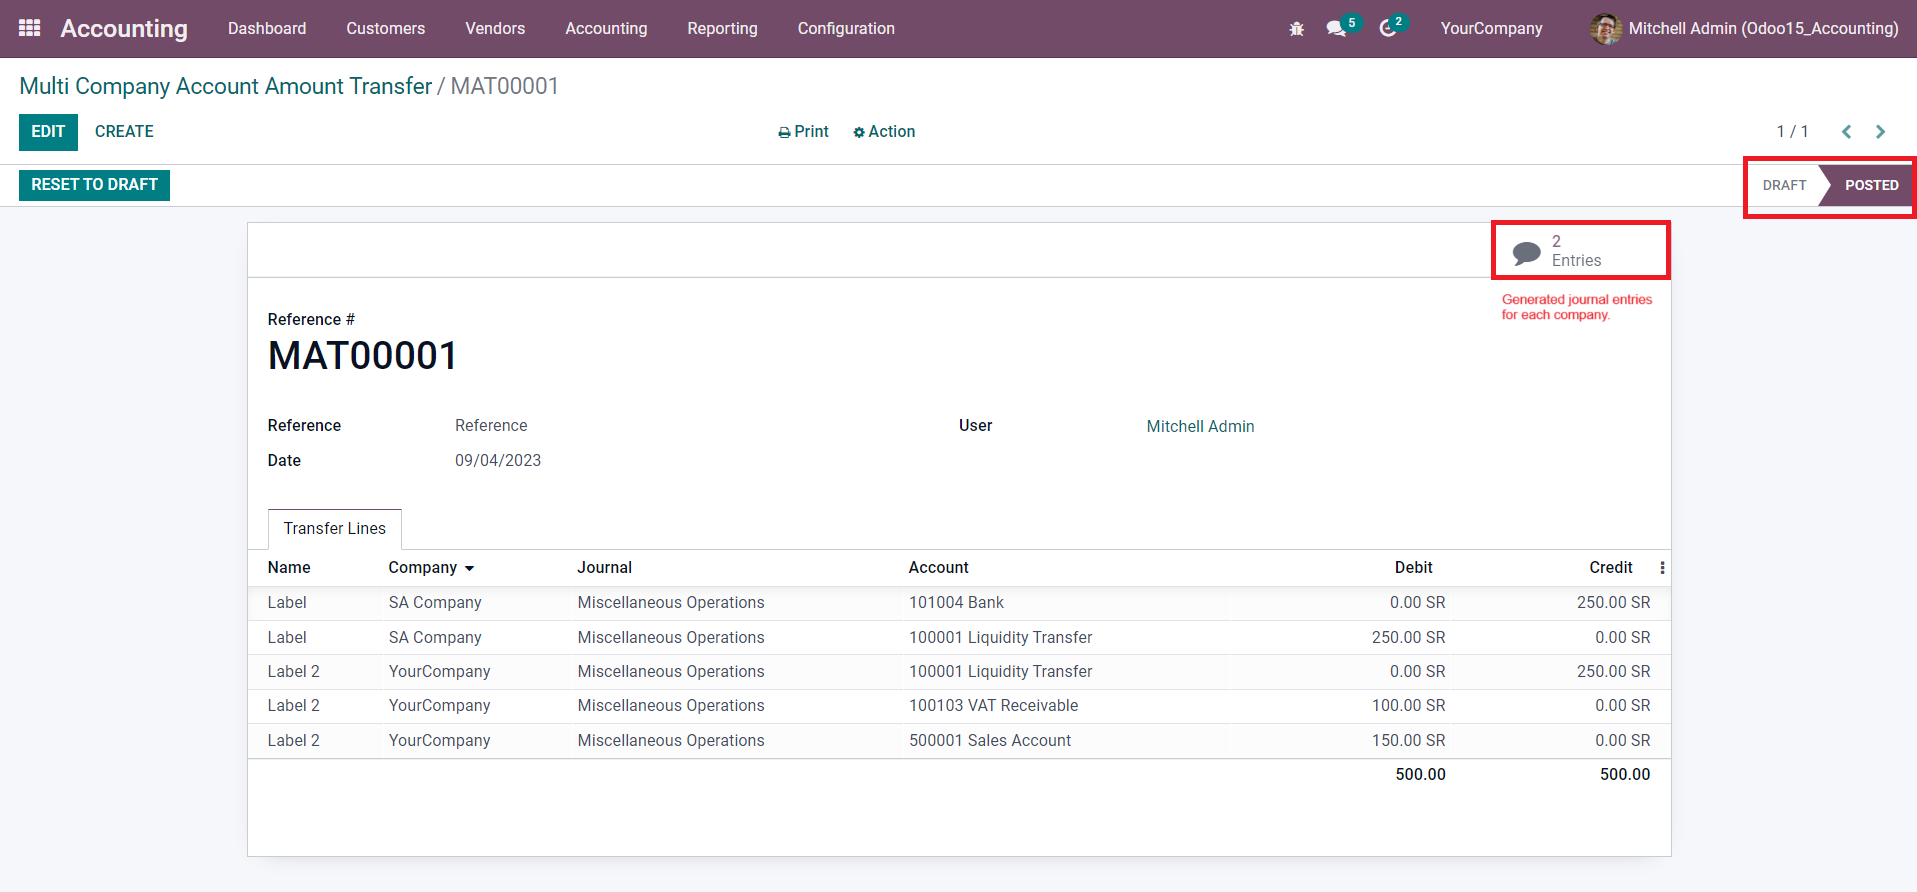 Accounting Dashboard Customers Vendors Accounting Reporting Configuration 5 2 YourCompany Mitchell Admin (Odoo15_Accounting)
Multi Company Account Amount Transfer / MAT00001
EDIT CREATE Print Action 1 / 1
RESET TO DRAFT DRAFT POSTED
2
Entries
Generated journal entries
for each company.
Reference #
MAT00001
Reference Reference User Mitchell Admin
Date 09/04/2023
Transfer Lines
Name Company Journal Account Debit Credit
Label SA Company Miscellaneous Operations 101004 Bank 0.00 SR 250.00 SR
Label SA Company Miscellaneous Operations 100001 Liquidity Transfer 250.00 SR 0.00 SR
Label 2 YourCompany Miscellaneous Operations 100001 Liquidity Transfer 0.00 SR 250.00 SR
Label 2 YourCompany Miscellaneous Operations 100103 VAT Receivable 100.00 SR 0.00 SR
Label 2 YourCompany Miscellaneous Operations 500001 Sales Account 150.00 SR 0.00 SR
500.00 500.00